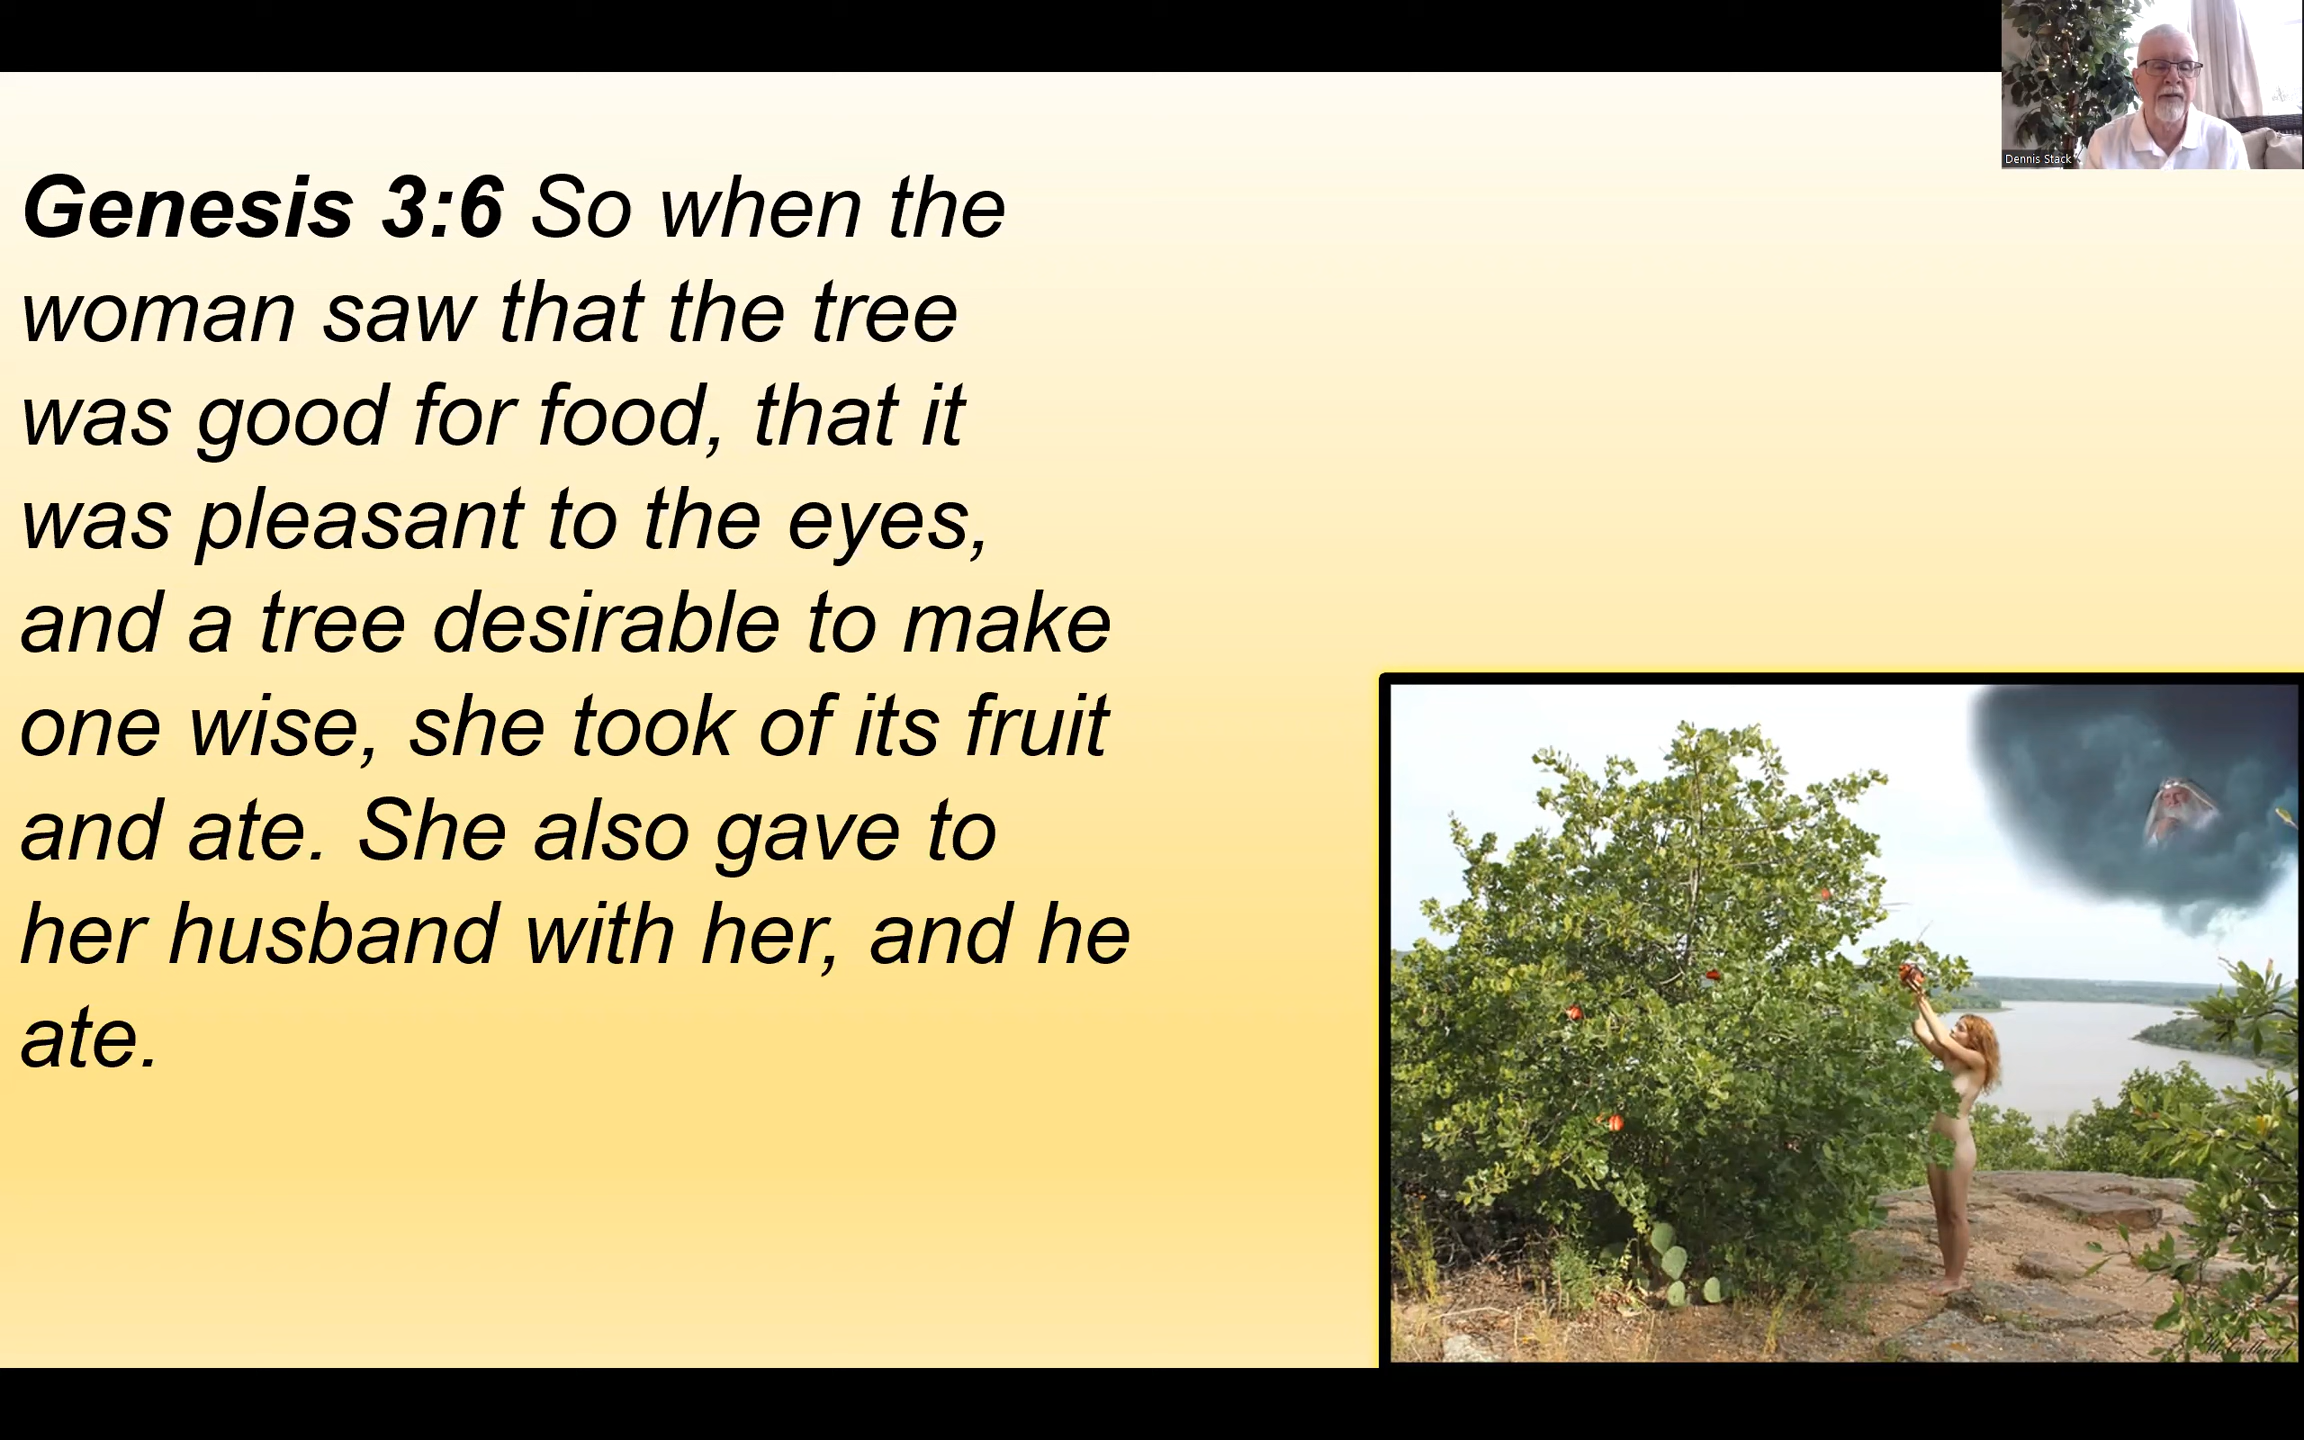 Genesis 3:6 So when the
woman saw that the tree
was good for food, that it
was pleasant to the eyes,
and a tree desirable to make
one wise, she took of its fruit
and ate. She also gave to
her husband with her, and he
ate.
Dennis Stack